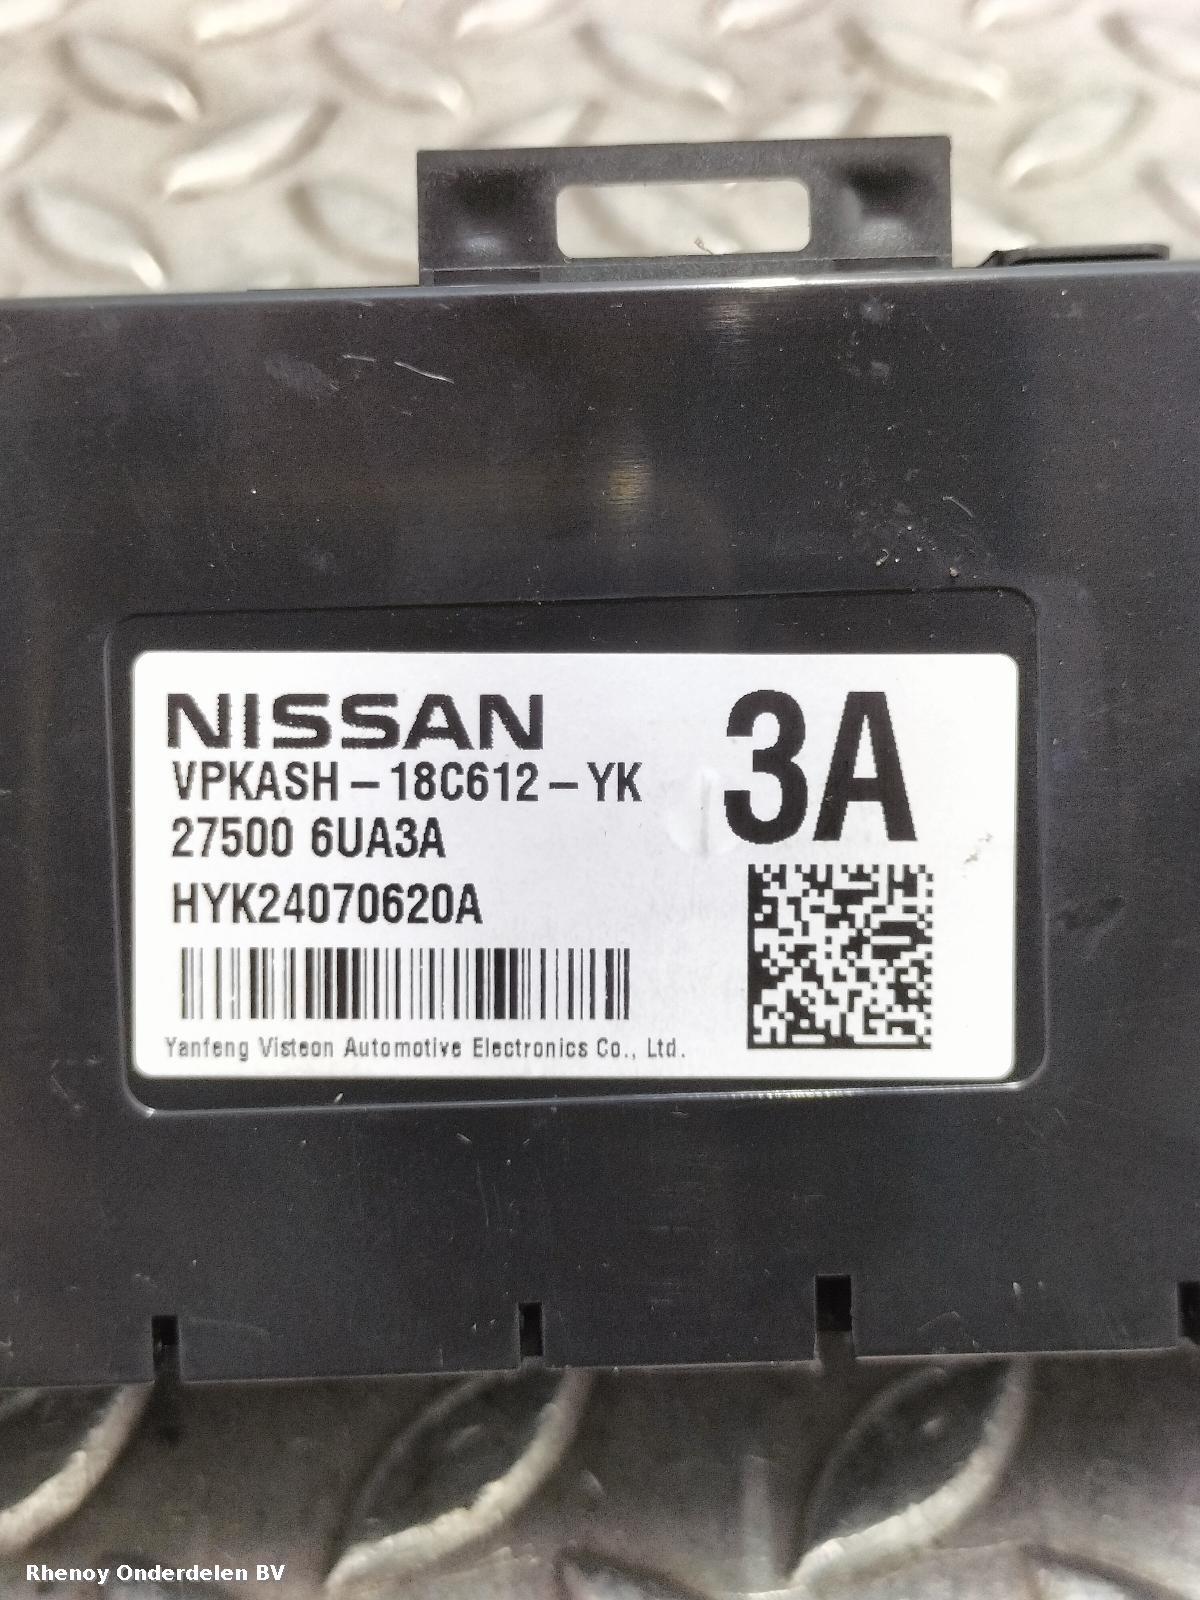 NISSAN
3A
VPKASH-18C612-YK
27500 6UA3A
HYK24070620A
Yanfeng Visteon Automotive Electronics Co., Ltd.
Rhenoy Onderdelen BV